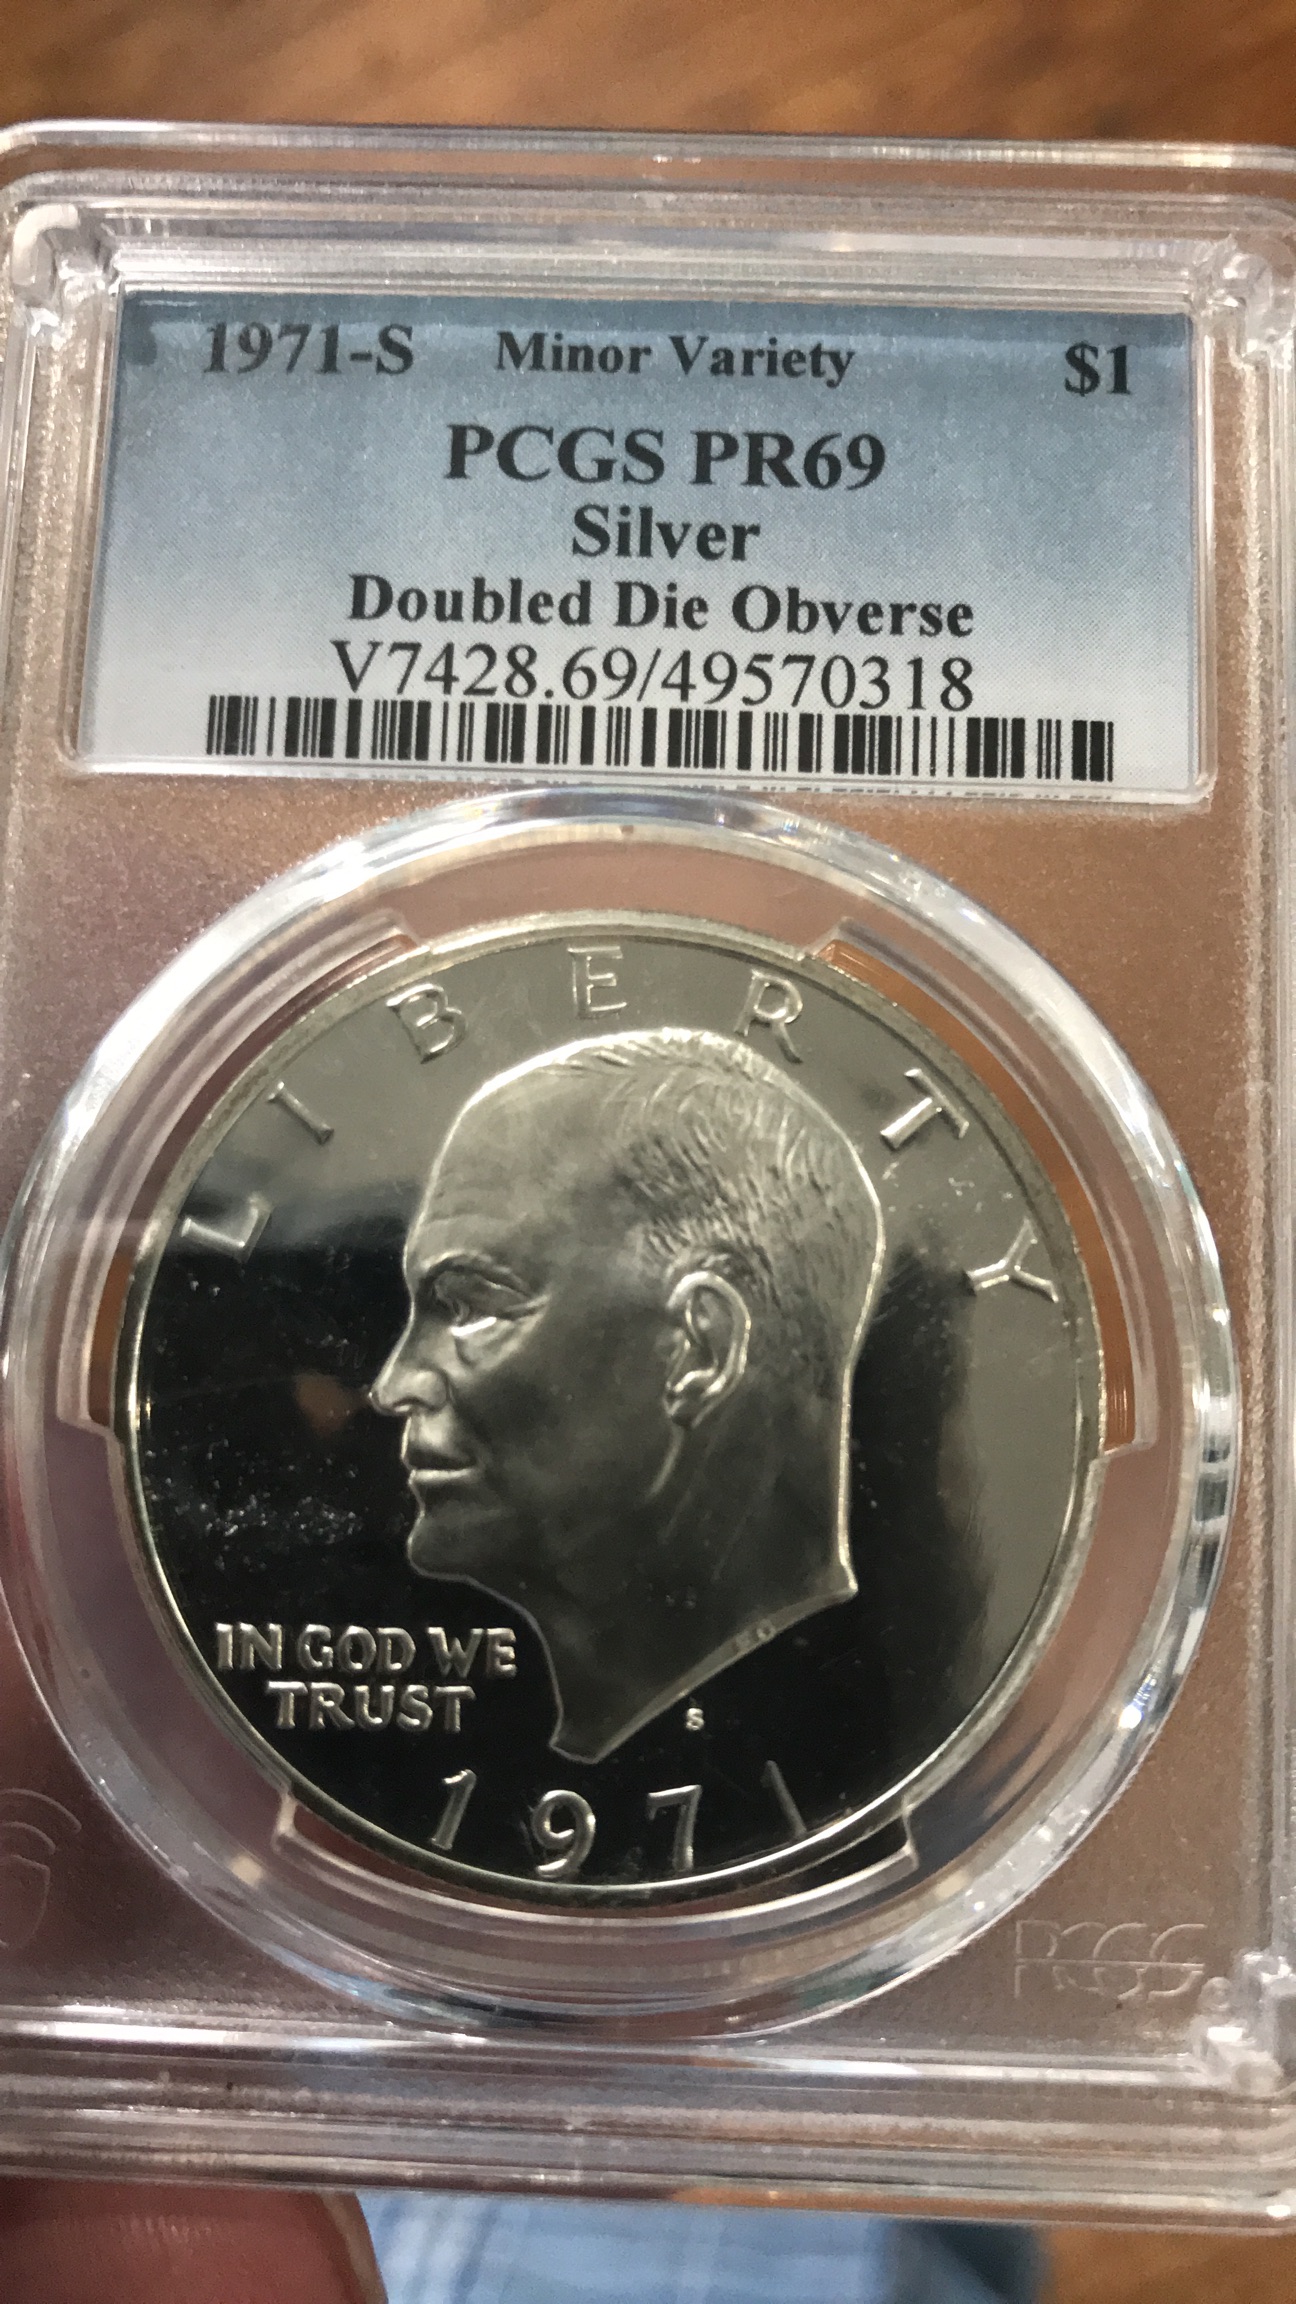 1971-S Minor Variety $1
PCGS PR69
Silver
Doubled Die Obverse
V7428.69/49570318
LIBERTY
IN GOD WE
TRUST
S
1971
PCGS